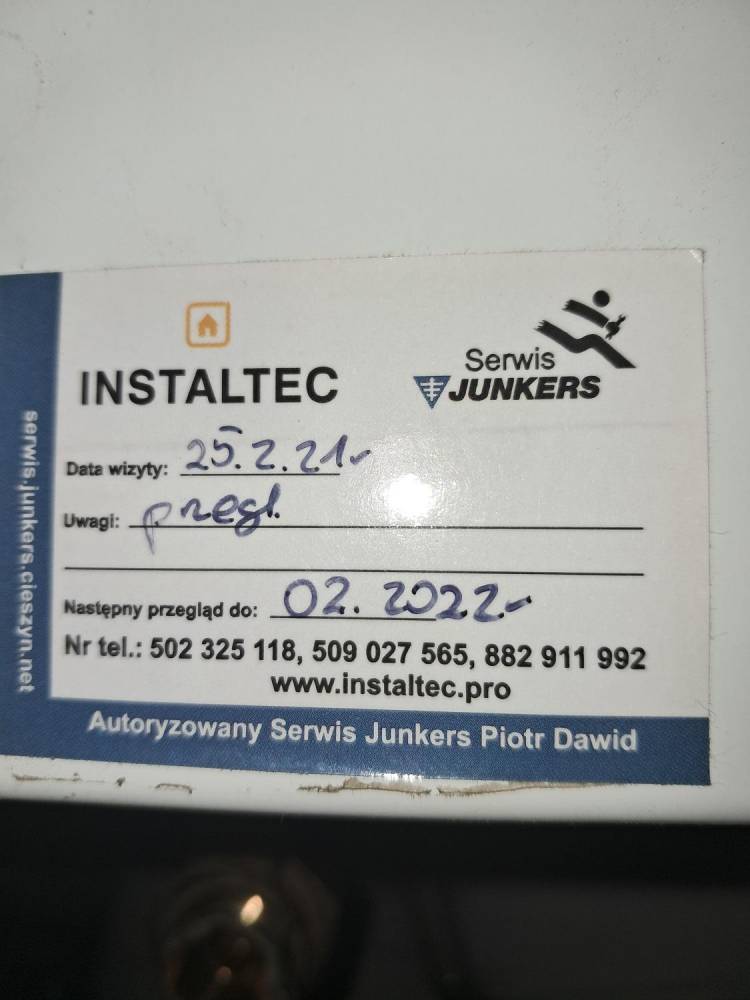 INSTALTEC
Serwis
JUNKERS
Data wizyty: 25.2.21-
Uwagi: przegl.
Następny przegląd do: 02.2022-
Nr tel.: 502 325 118, 509 027 565, 882 911 992
www.instaltec.pro
Autoryzowany Serwis Junkers Piotr Dawid
serwis.junkers.cieszyn.net